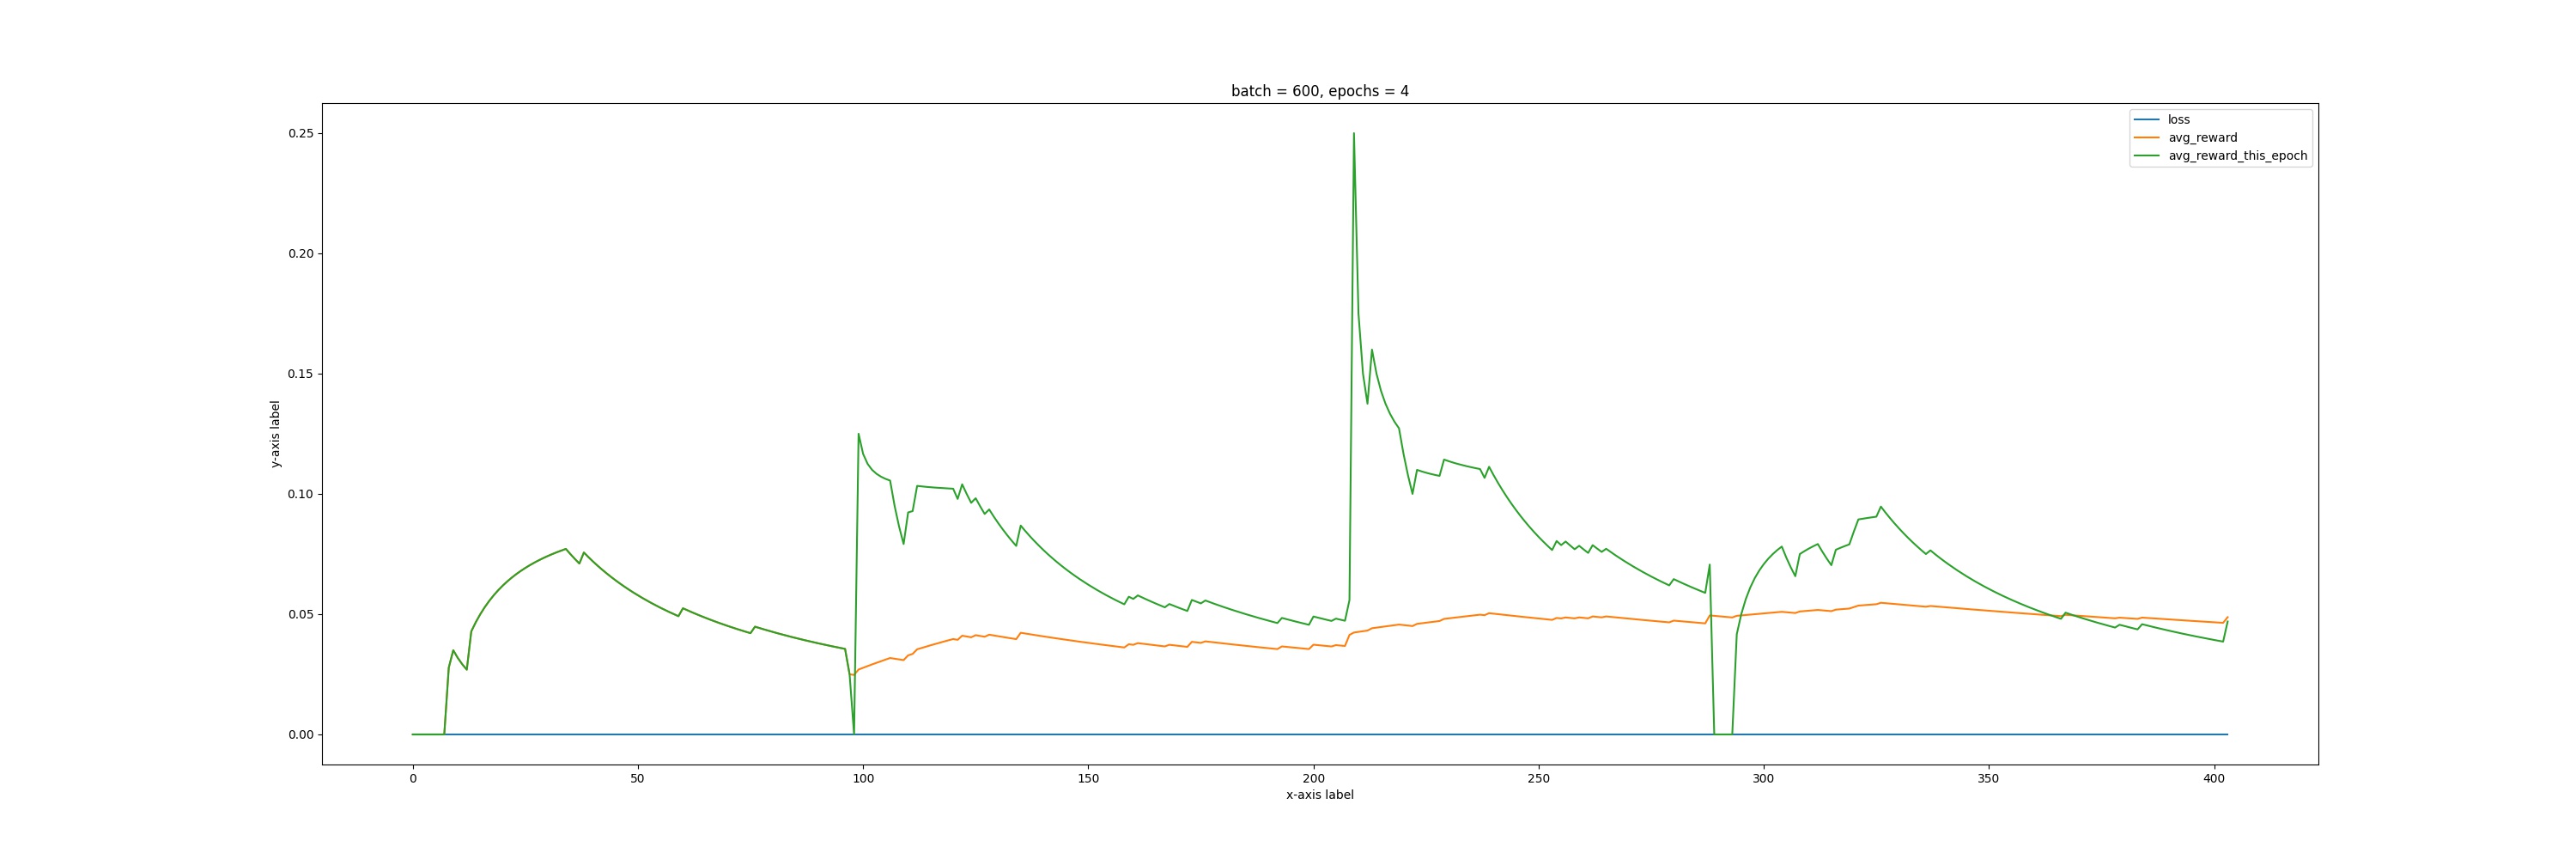 batch = 600, epochs = 4
loss
avg_reward
avg_reward_this_epoch
0.25
0.20
0.15
0.10
0.05
0.00
y-axis label
0 50 100 150 200 250 300 350 400
x-axis label